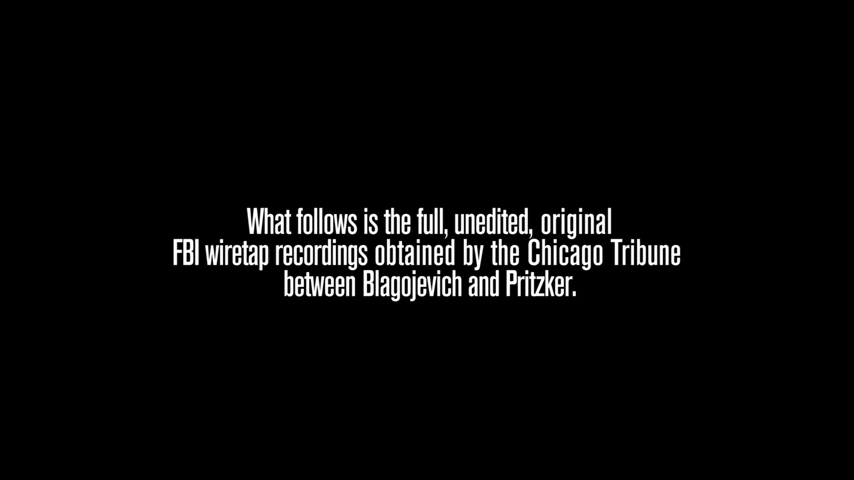 What follows is the full, unedited, original
FBI wiretap recordings obtained by the Chicago Tribune
between Blagojevich and Pritzker.